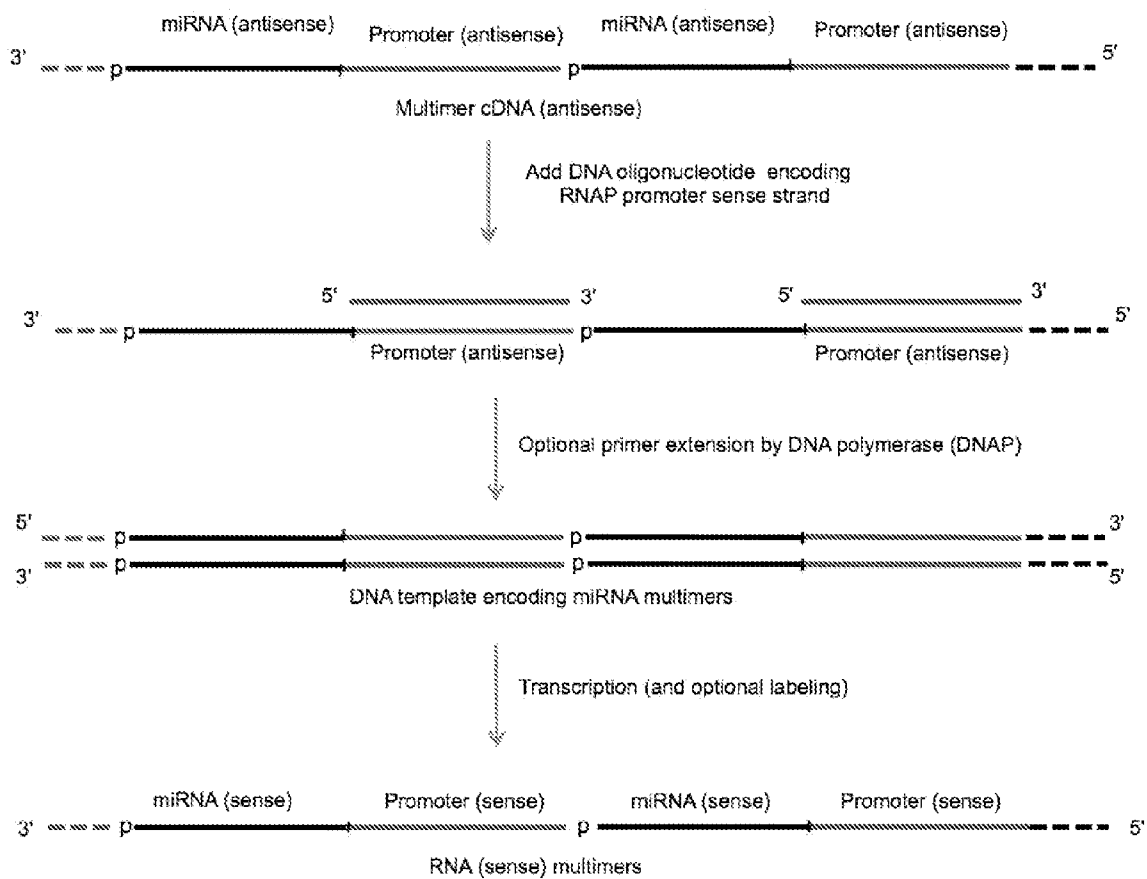 miRNA (antisense) Promoter (antisense) miRNA (antisense) Promoter (antisense)
3' p p 5'
Multimer cDNA (antisense)
Add DNA oligonucleotide encoding
RNAP promoter sense strand
5' 3' 5' 3'
3' p p 5'
Promoter (antisense) Promoter (antisense)
Optional primer extension by DNA polymerase (DNAP)
5' p p 3'
3' p p 5'
DNA template encoding miRNA multimers
Transcription (and optional labeling)
miRNA (sense) Promoter (sense) miRNA (sense) Promoter (sense)
3' p p 5'
RNA (sense) multimers